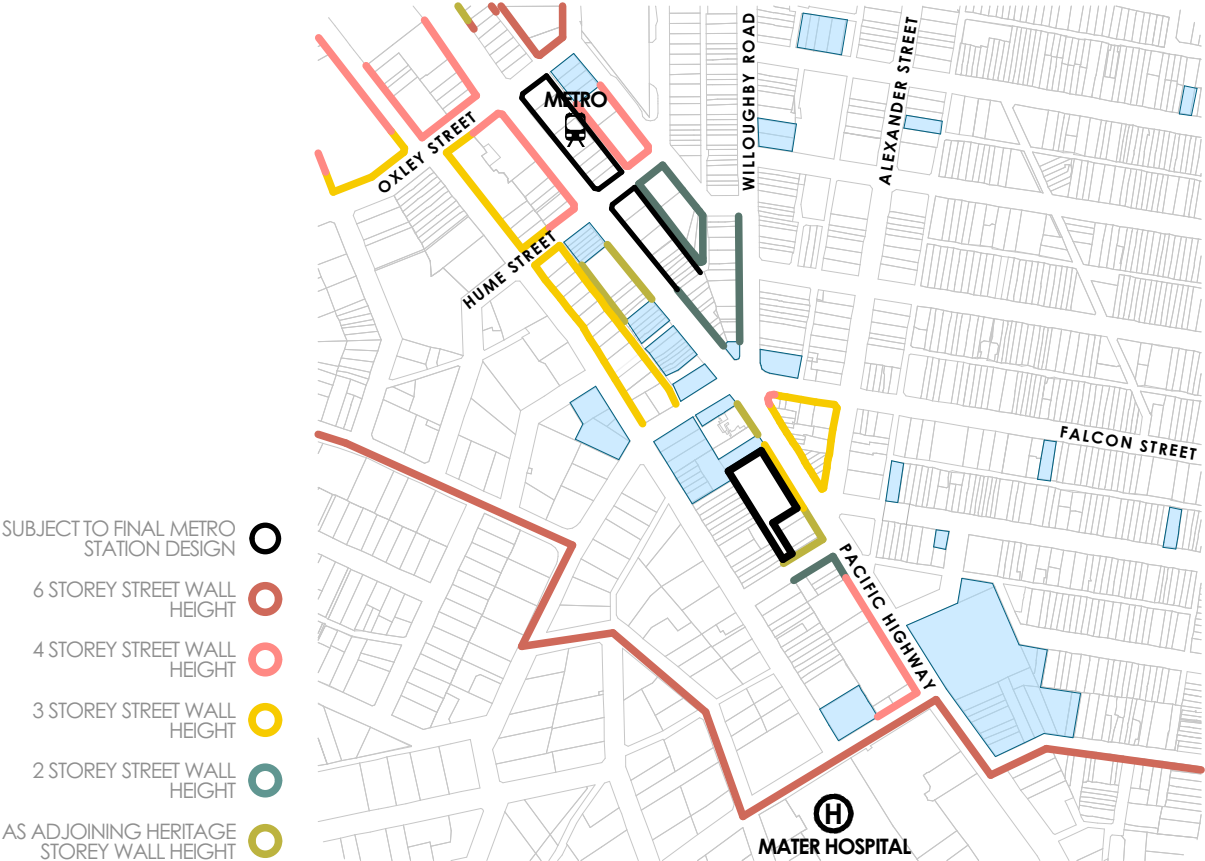 WILLOUGHBY ROAD
ALEXANDER STREET
METRO
OXLEY STREET
HUME STREET
FALCON STREET
SUBJECT TO FINAL METRO
STATION DESIGN
6 STOREY STREET WALL
HEIGHT
4 STOREY STREET WALL
HEIGHT
3 STOREY STREET WALL
HEIGHT
2 STOREY STREET WALL
HEIGHT
AS ADJOINING HERITAGE
STOREY WALL HEIGHT
PACIFIC HIGHWAY
H
MATER HOSPITAL